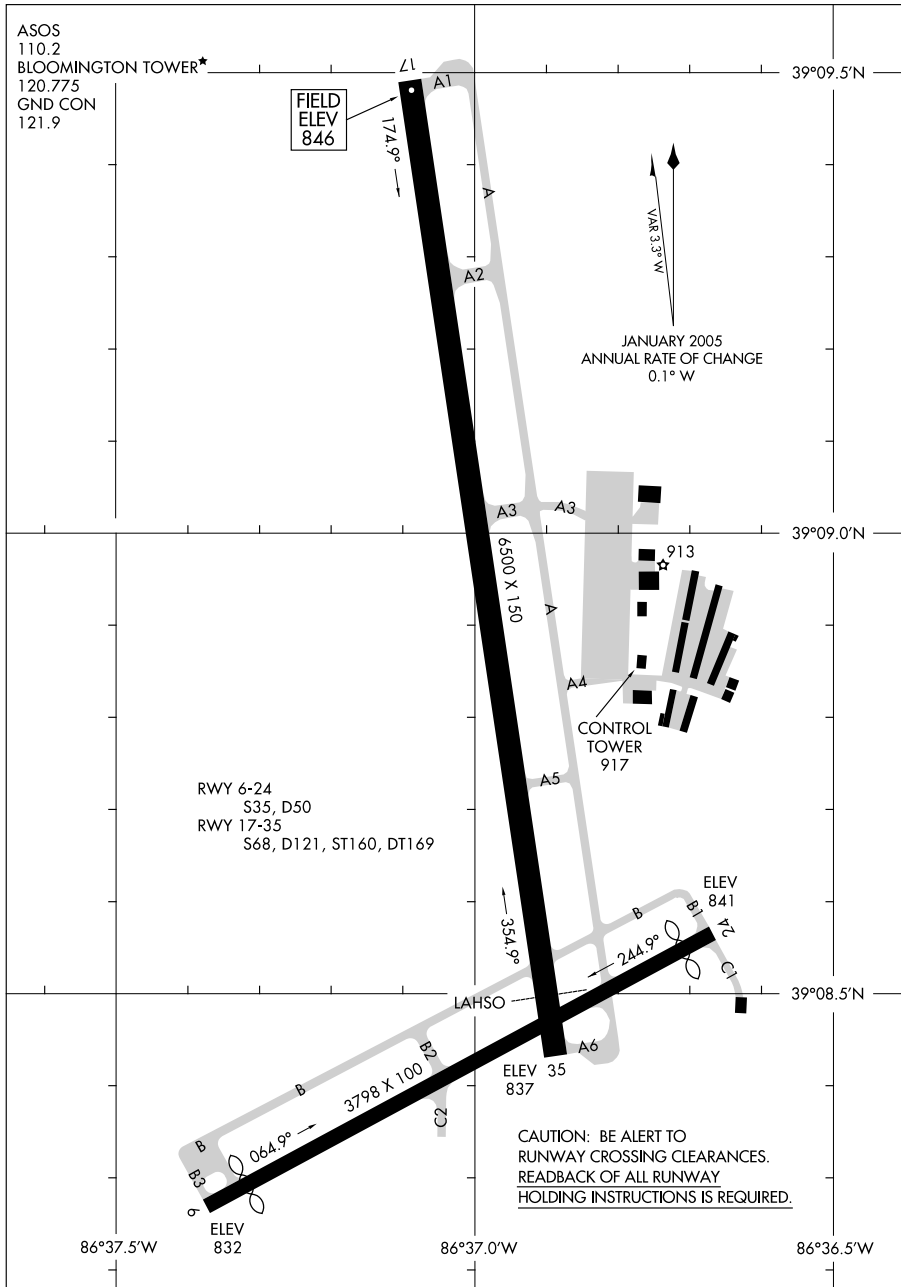 ASOS
110.2
BLOOMINGTON TOWER★
120.775
GND CON
121.9
17
A1
39°09.5'N
FIELD
ELEV
846
174.9°
A
VAR 3.3° W
A2
JANUARY 2005
ANNUAL RATE OF CHANGE
0.1° W
A3
A3
39°09.0'N
913
6500 X 150
A
A4
CONTROL
TOWER
917
A5
RWY 6-24
S35, D50
RWY 17-35
S68, D121, ST160, DT169
ELEV
841
B
B1
24
354.9°
244.9°
C1
LAHSO
39°08.5'N
A6
B2
ELEV
837
35
3798 X 100
B
C2
064.9°
B
B3
6
ELEV
832
CAUTION: BE ALERT TO
RUNWAY CROSSING CLEARANCES.
READBACK OF ALL RUNWAY
HOLDING INSTRUCTIONS IS REQUIRED.
86°37.5'W
86°37.0'W
86°36.5'W